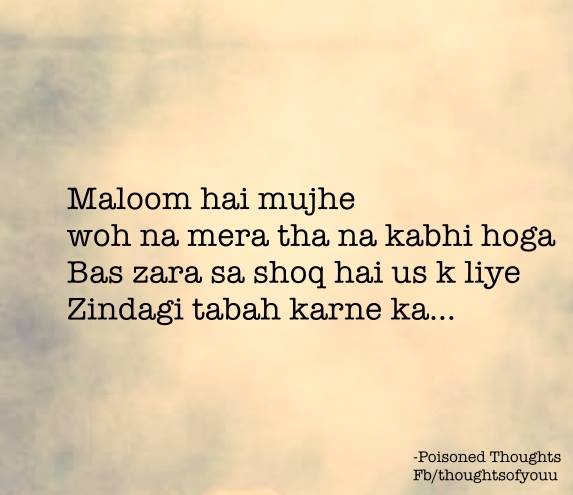 Maloom hai mujhe
woh na mera tha na kabhi hoga
Bas zara sa shoq hai us k liye
Zindagi tabah karne ka...
-Poisoned Thoughts
Fb/thoughtsofyouu